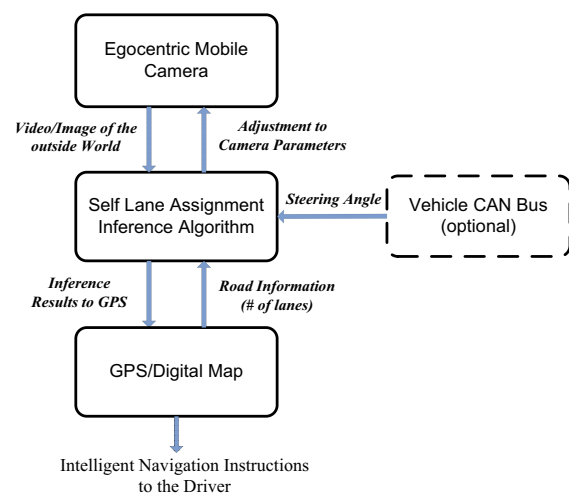 Egocentric Mobile
Camera
Video/Image of the
outside World
Adjustment to
Camera Parameters
Self Lane Assignment
Inference Algorithm
Steering Angle
Vehicle CAN Bus
(optional)
Inference
Results to GPS
Road Information
(# of lanes)
GPS/Digital Map
Intelligent Navigation Instructions
to the Driver